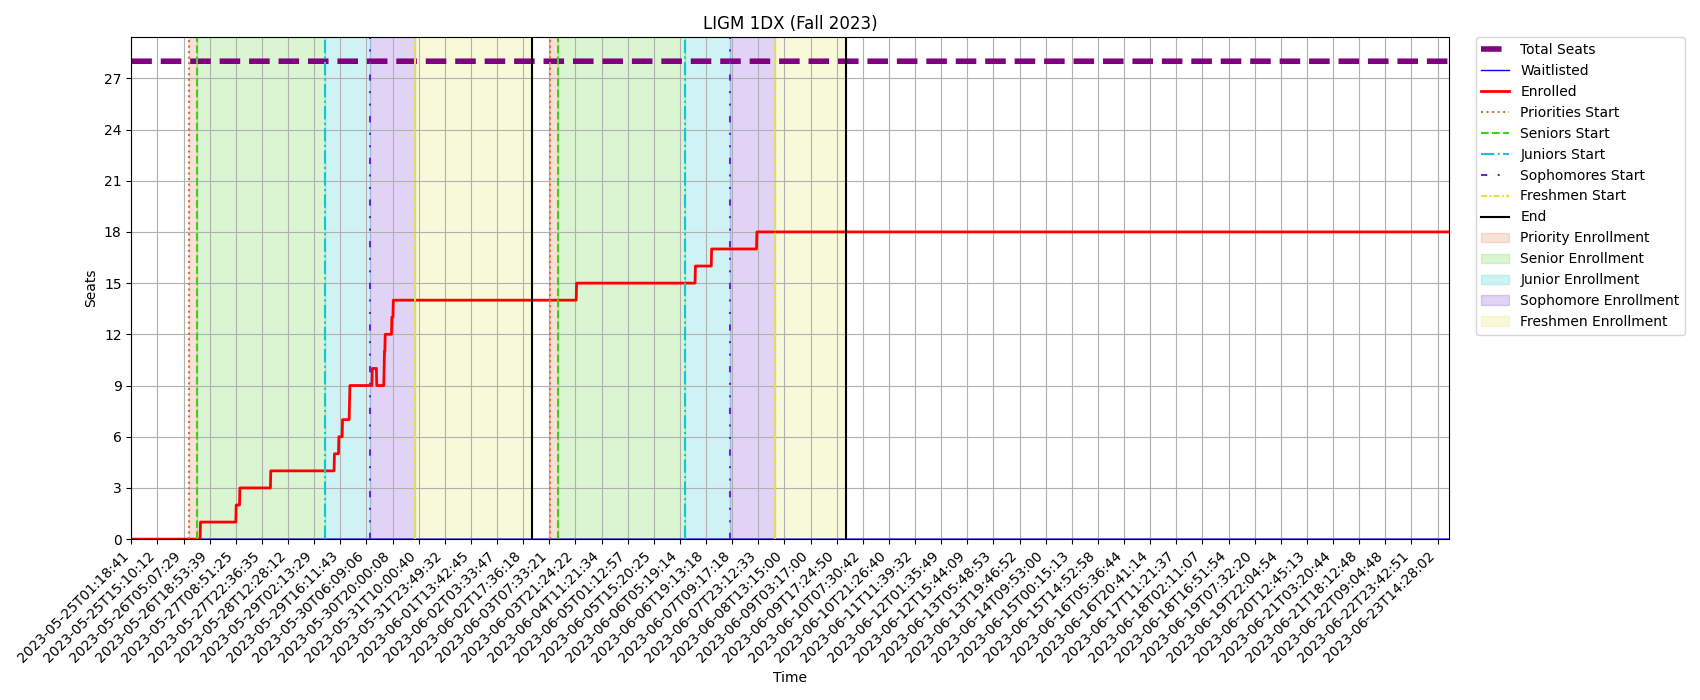 LIGM 1DX (Fall 2023)
Seats
27
24
21
18
15
12
9
6
3
0
2023-05-25T01:18:41
2023-05-25T15:10:12
2023-05-26T05:07:29
2023-05-26T18:53:39
2023-05-27T08:51:25
2023-05-27T22:36:35
2023-05-28T12:28:12
2023-05-29T02:13:29
2023-05-29T16:11:43
2023-05-30T06:09:06
2023-05-30T20:00:08
2023-05-31T10:00:40
2023-05-31T23:49:32
2023-06-01T13:42:45
2023-06-02T03:33:47
2023-06-02T17:36:18
2023-06-03T07:33:21
2023-06-03T21:24:22
2023-06-04T11:21:34
2023-06-05T01:12:57
2023-06-05T15:20:25
2023-06-06T05:19:14
2023-06-06T19:13:18
2023-06-07T09:17:18
2023-06-07T23:12:33
2023-06-08T13:15:00
2023-06-09T03:17:00
2023-06-09T17:24:50
2023-06-10T07:30:42
2023-06-10T21:26:40
2023-06-11T11:39:32
2023-06-12T01:35:49
2023-06-12T15:44:09
2023-06-13T05:48:53
2023-06-13T19:46:52
2023-06-14T09:53:00
2023-06-15T00:15:13
2023-06-15T14:52:58
2023-06-16T05:36:44
2023-06-16T20:41:14
2023-06-17T11:21:37
2023-06-18T02:11:07
2023-06-18T16:51:54
2023-06-19T07:32:20
2023-06-19T22:04:54
2023-06-20T12:45:13
2023-06-21T03:20:44
2023-06-21T18:12:48
2023-06-22T09:04:48
2023-06-22T23:42:51
2023-06-23T14:28:02
Time
Total Seats
Waitlisted
Enrolled
Priorities Start
Seniors Start
Juniors Start
Sophomores Start
Freshmen Start
End
Priority Enrollment
Senior Enrollment
Junior Enrollment
Sophomore Enrollment
Freshmen Enrollment